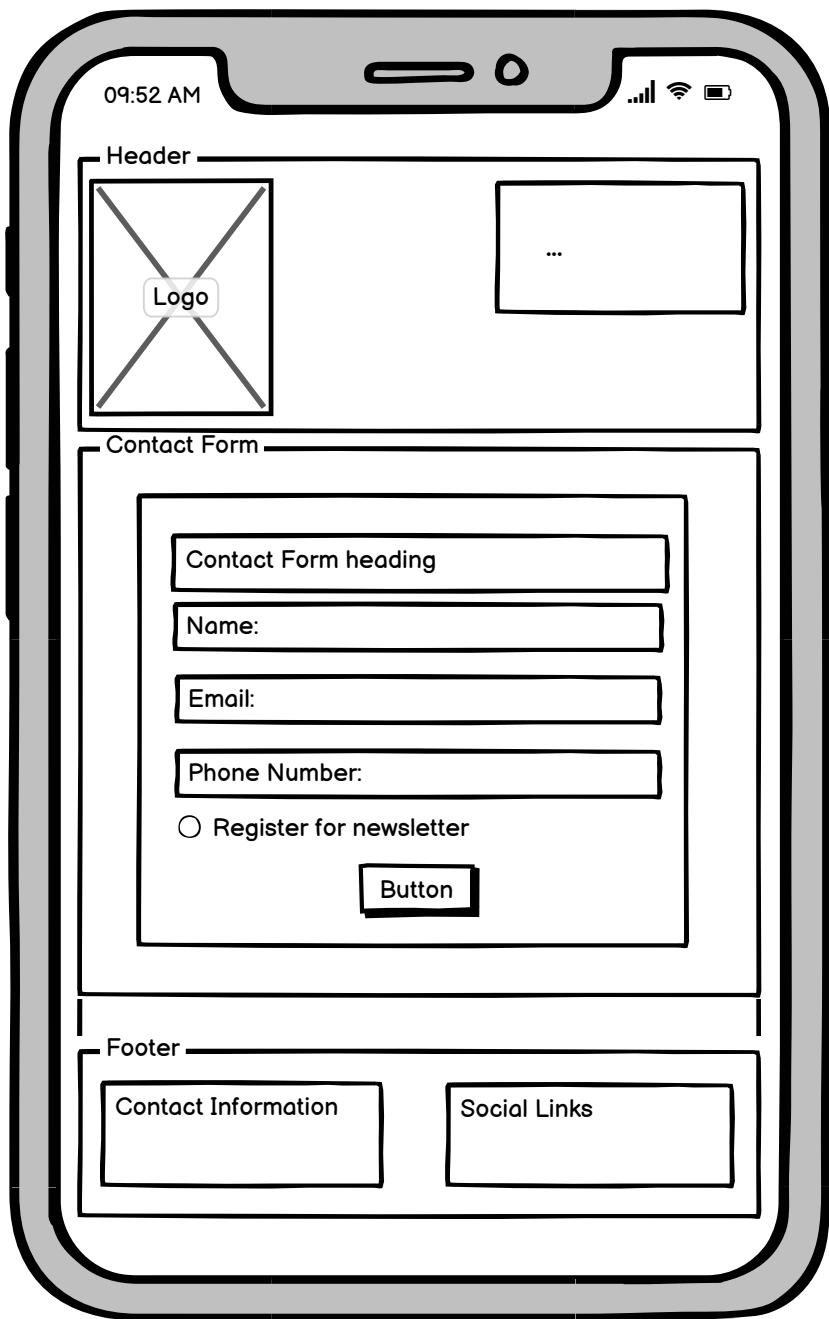 09:52 AM
Header
Logo
...
Contact Form
Contact Form heading
Name:
Email:
Phone Number:
Register for newsletter
Button
Footer
Contact Information
Social Links